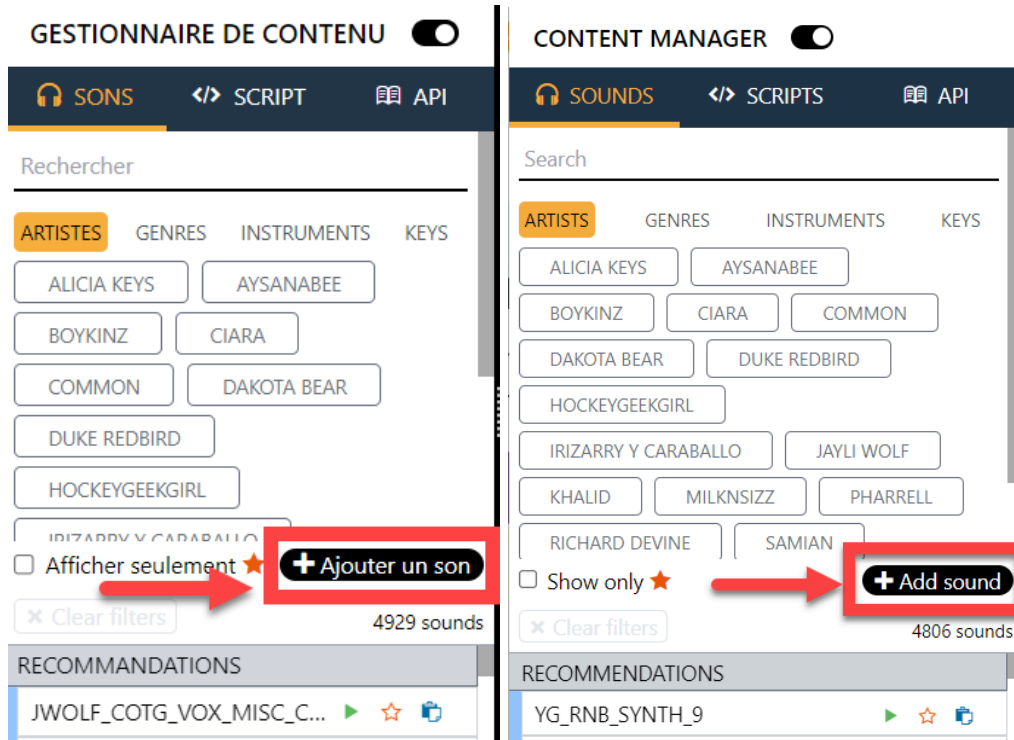 GESTIONNAIRE DE CONTENU
SONS SCRIPT API
Rechercher
ARTISTES GENRES INSTRUMENTS KEYS
ALICIA KEYS AYSANABEE
BOYKINZ CIARA
COMMON DAKOTA BEAR
DUKE REDBIRD
HOCKEYGEEKGIRL
IRIZARRY Y CARABALLO
Afficher seulement
+ Ajouter un son
× Clear filters
4929 sounds
RECOMMANDATIONS
JWOLF_COTG_VOX_MISC_C...
CONTENT MANAGER
SOUNDS SCRIPTS API
Search
ARTISTS GENRES INSTRUMENTS KEYS
ALICIA KEYS AYSANABEE
BOYKINZ CIARA COMMON
DAKOTA BEAR DUKE REDBIRD
HOCKEYGEEKGIRL
IRIZARRY Y CARABALLO JAYLI WOLF
KHALID MILKNSIZZ PHARRELL
RICHARD DEVINE SAMIAN
Show only
+ Add sound
× Clear filters
4806 sounds
RECOMMENDATIONS
YG_RNB_SYNTH_9